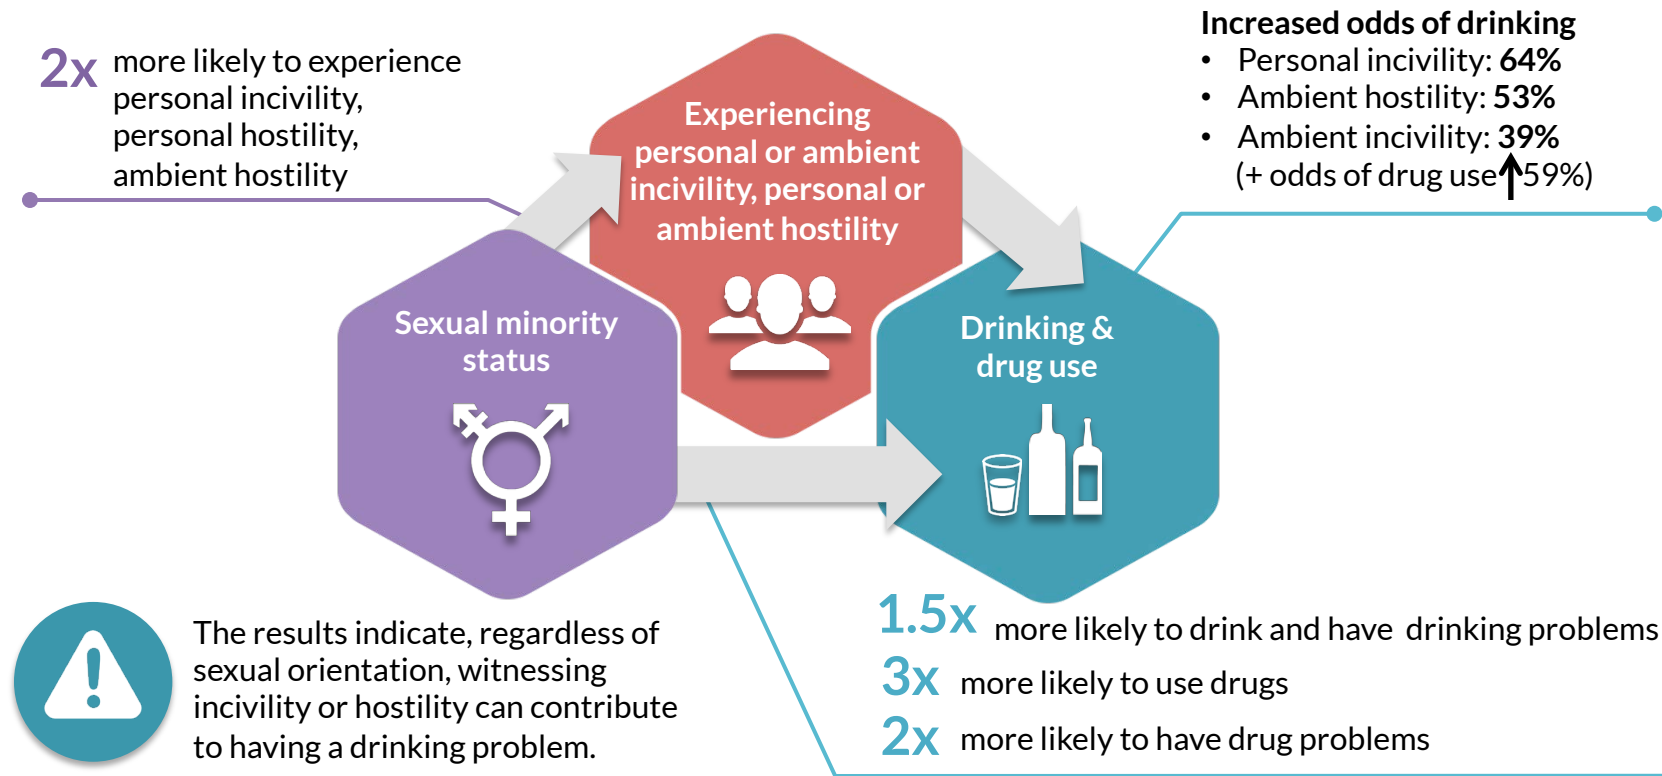 2x more likely to experience
personal incivility,
personal hostility,
ambient hostility
Experiencing
personal or ambient
incivility, personal or
ambient hostility
Increased odds of drinking
• Personal incivility: 64%
• Ambient hostility: 53%
• Ambient incivility: 39%
(+ odds of drug use 59%)
Sexual minority
status
Drinking &
drug use
The results indicate, regardless of
sexual orientation, witnessing
incivility or hostility can contribute
to having a drinking problem.
1.5x more likely to drink and have drinking problems
3x more likely to use drugs
2x more likely to have drug problems